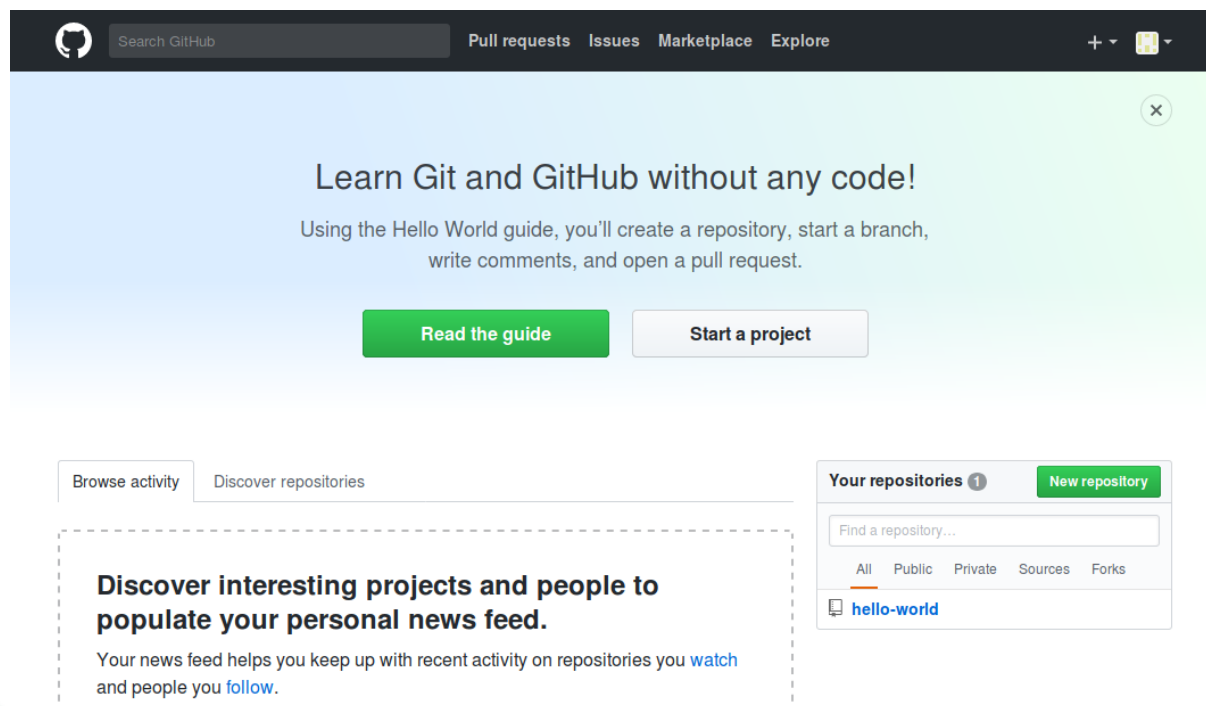 Search GitHub Pull requests Issues Marketplace Explore
Learn Git and GitHub without any code!
Using the Hello World guide, you’ll create a repository, start a branch,
write comments, and open a pull request.
Read the guide Start a project
Browse activity Discover repositories
Discover interesting projects and people to
populate your personal news feed.
Your news feed helps you keep up with recent activity on repositories you watch
and people you follow.
Your repositories 1 New repository
Find a repository…
All Public Private Sources Forks
hello-world